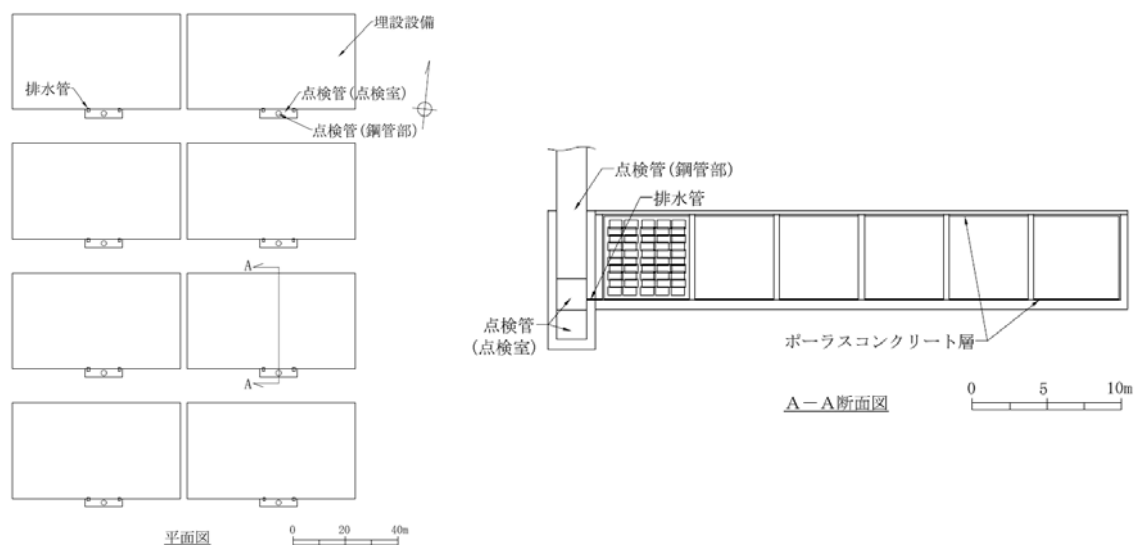 埋設設備
排水管
点検管(点検室)
点検管(鋼管部)
A
A
平面図
0 20 40m
点検管(鋼管部)
排水管
点検管
(点検室)
ポーラスコンクリート層
A－A断面図
0 5 10m